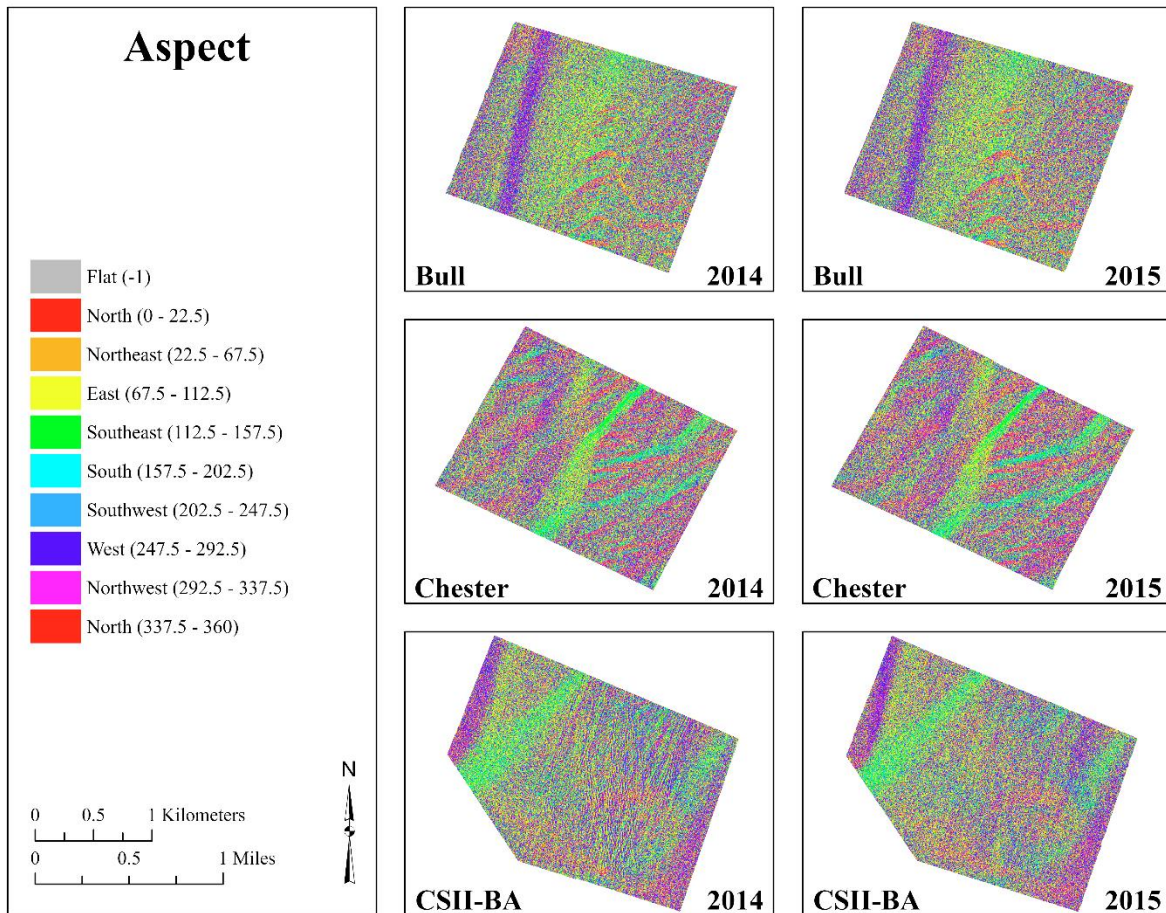 Aspect
Flat (-1)
North (0 - 22.5)
Northeast (22.5 - 67.5)
East (67.5 - 112.5)
Southeast (112.5 - 157.5)
South (157.5 - 202.5)
Southwest (202.5 - 247.5)
West (247.5 - 292.5)
Northwest (292.5 - 337.5)
North (337.5 - 360)
N
0 0.5 1 Kilometers
0 0.5 1 Miles
Bull 2014
Bull 2015
Chester 2014
Chester 2015
CSII-BA 2014
CSII-BA 2015